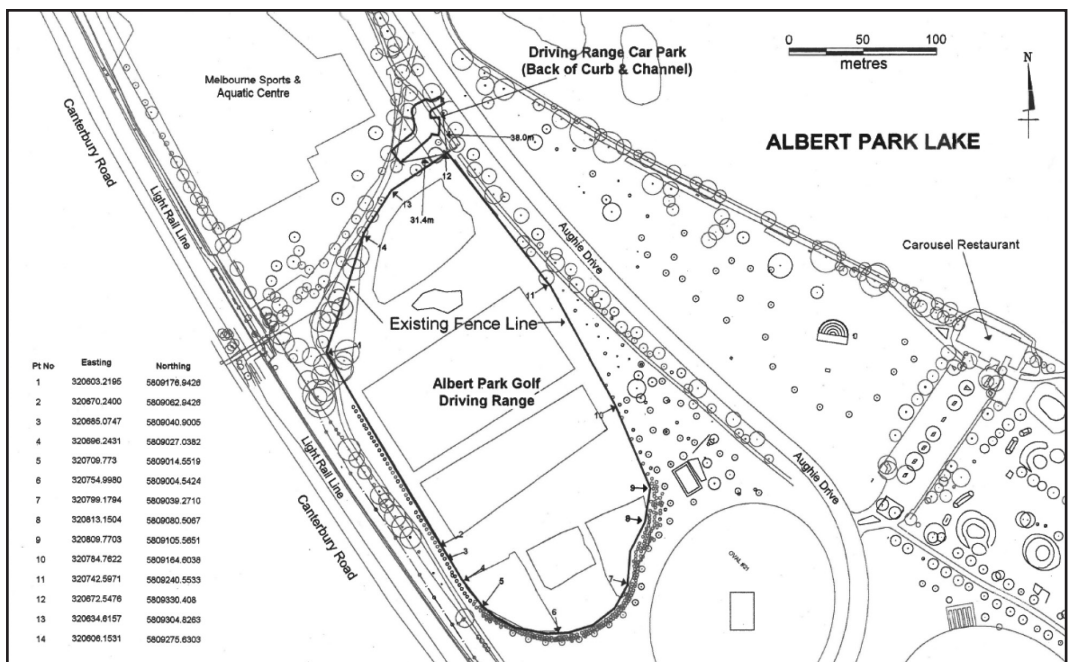 0 50 100
metres
N
Driving Range Car Park
(Back of Curb & Channel)
Melbourne Sports &
Aquatic Centre
ALBERT PARK LAKE
Canterbury Road
Light Rail Line
38.0m
12
31.4m
13
4
Aughie Drive
Carousel Restaurant
11
Existing Fence Line
1
Albert Park Golf
Driving Range
10
Aughie Drive
9
8
7
6
5
4
3
2
OVAL #21
Light Rail Line
Canterbury Road
Pt No Easting Northing
1 320603.2195 5809176.9426
2 320670.2400 5809062.9426
3 320685.0747 5809040.9005
4 320696.2431 5809027.0382
5 320709.773 5809014.5519
6 320754.9980 5809004.5424
7 320799.1794 5809039.2710
8 320813.1504 5809080.5067
9 320809.7703 5809105.5651
10 320784.7622 5809164.6038
11 320742.5971 5809240.5533
12 320672.5476 5809330.408
13 320634.6157 5809304.8263
14 320606.1531 5809275.6303